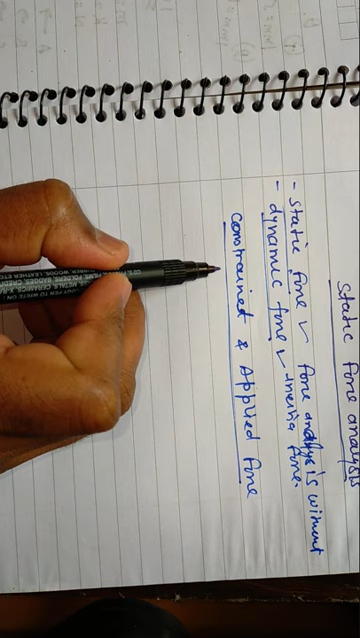 Static force analysis
- Static force ✓ force analysis without
- dynamic force ✓ inertia force.
Constrained & Applied force